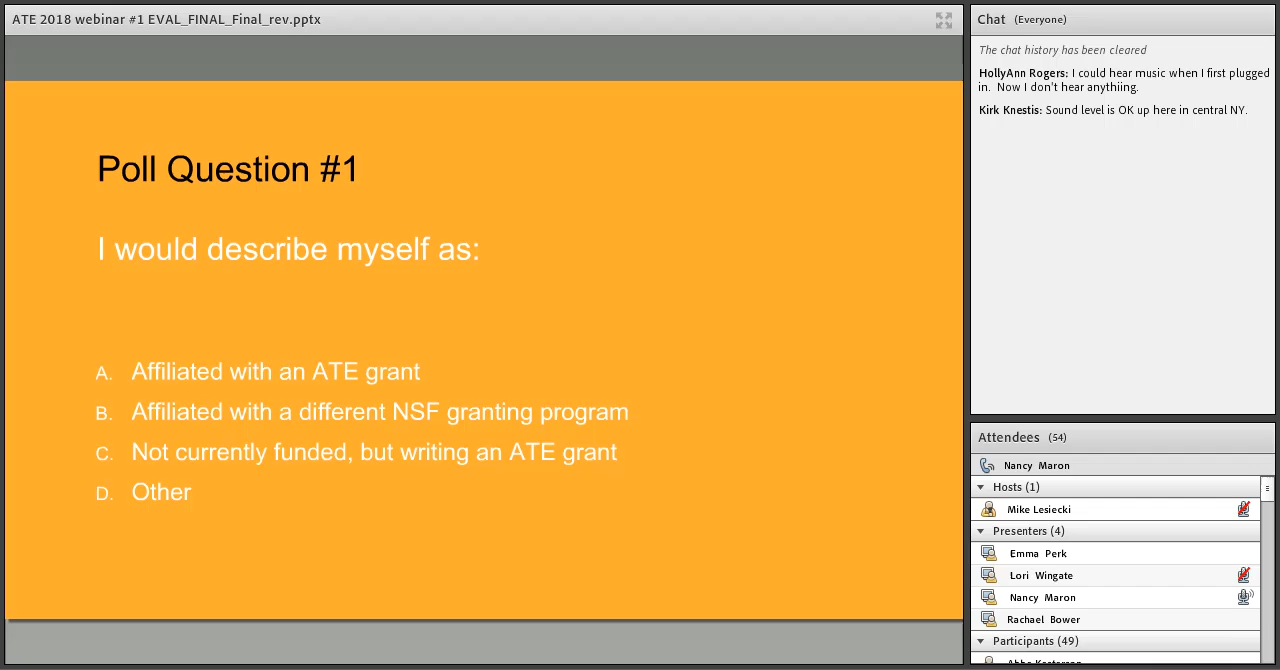 ATE 2018 webinar #1 EVAL_FINAL_Final_rev.pptx
Poll Question #1
I would describe myself as:
A. Affiliated with an ATE grant
B. Affiliated with a different NSF granting program
C. Not currently funded, but writing an ATE grant
D. Other
Chat (Everyone)
The chat history has been cleared
HollyAnn Rogers: I could hear music when I first plugged
in. Now I don't hear anythiing.
Kirk Knestis: Sound level is OK up here in central NY.
Attendees (54)
Nancy Maron
Hosts (1)
Mike Lesiecki
Presenters (4)
Emma Perk
Lori Wingate
Nancy Maron
Rachael Bower
Participants (49)